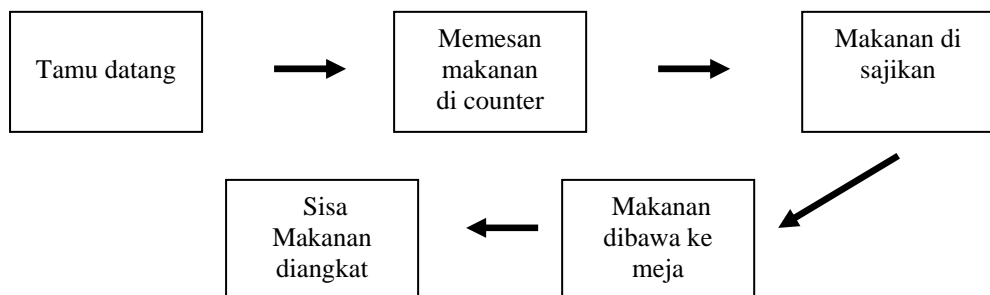 Tamu datang
Memesan
makanan
di counter
Makanan di
sajikan
Makanan
dibawa ke
meja
Sisa
Makanan
diangkat